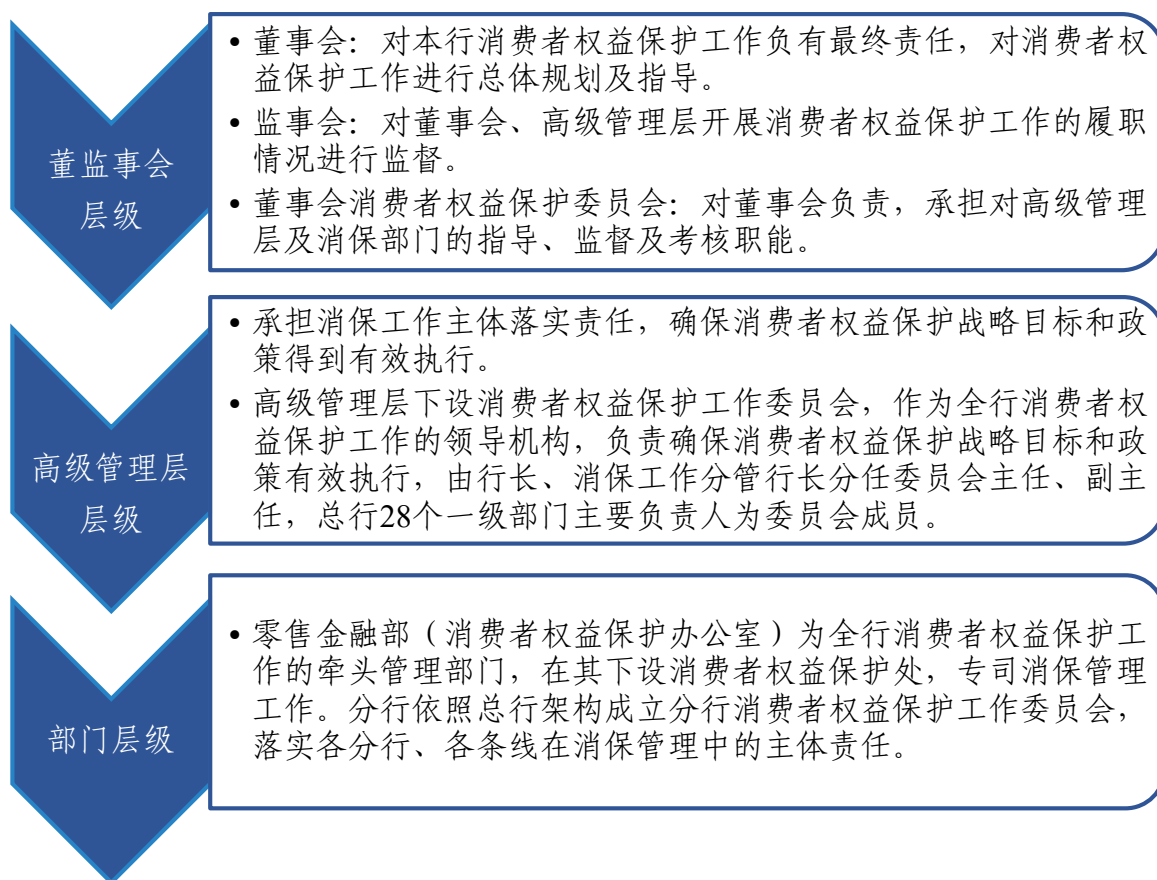 董监事会
层级
• 董事会：对本行消费者权益保护工作负有最终责任，对消费者权
益保护工作进行总体规划及指导。
• 监事会：对董事会、高级管理层开展消费者权益保护工作的履职
情况进行监督。
• 董事会消费者权益保护委员会：对董事会负责，承担对高级管理
层及消保部门的指导、监督及考核职能。
高级管理层
层级
• 承担消保工作主体落实责任，确保消费者权益保护战略目标和政
策得到有效执行。
• 高级管理层下设消费者权益保护工作委员会，作为全行消费者权
益保护工作的领导机构，负责确保消费者权益保护战略目标和政
策有效执行，由行长、消保工作分管行长分任委员会主任、副主
任，总行28个一级部门主要负责人为委员会成员。
部门层级
• 零售金融部（消费者权益保护办公室）为全行消费者权益保护工
作的牵头管理部门，在其下设消费者权益保护处，专司消保管理
工作。分行依照总行架构成立分行消费者权益保护工作委员会，
落实各分行、各条线在消保管理中的主体责任。